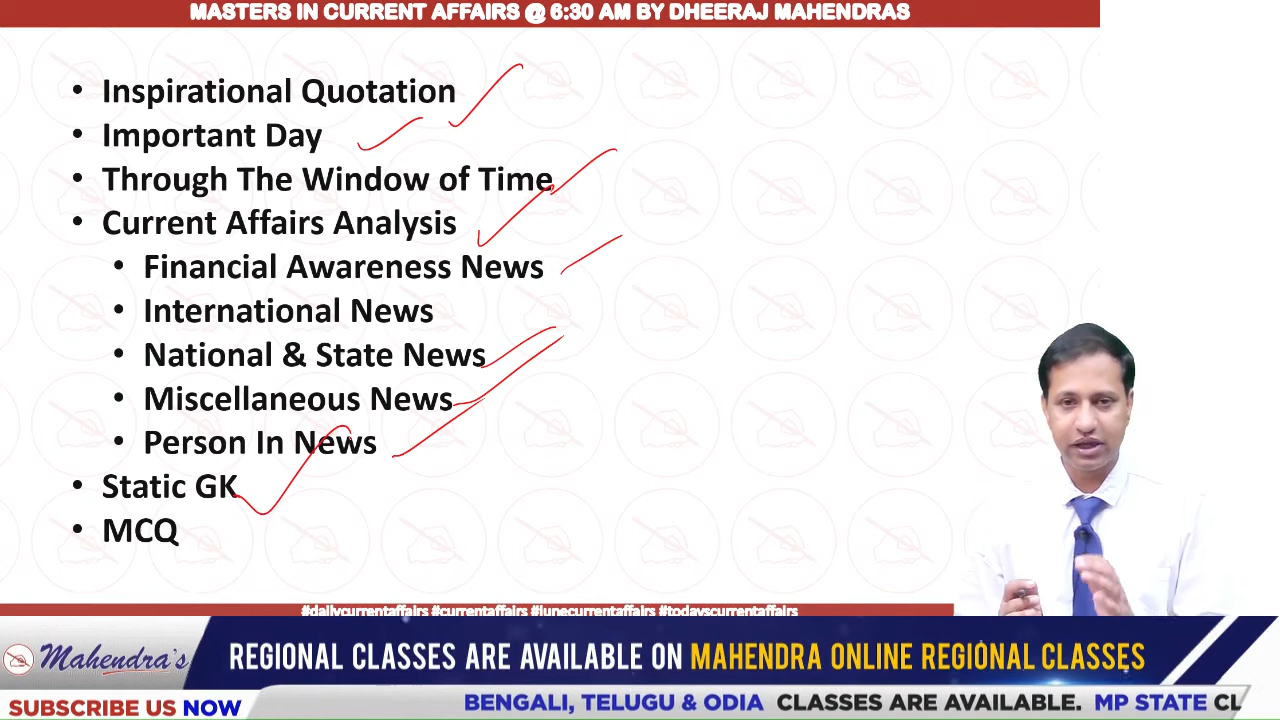 MASTERS IN CURRENT AFFAIRS @ 6:30 AM BY DHEERAJ MAHENDRAS
• Inspirational Quotation
• Important Day
• Through The Window of Time
• Current Affairs Analysis
• Financial Awareness News
• International News
• National & State News
• Miscellaneous News
• Person In News
• Static GK
• MCQ
#dailycurrentaffairs #currentaffairs #junecurrentaffairs #todayscurrentaffairs
Mahendra's
REGIONAL CLASSES ARE AVAILABLE ON MAHENDRA ONLINE REGIONAL CLASSES
SUBSCRIBE US NOW
BENGALI, TELUGU & ODIA CLASSES ARE AVAILABLE. MP STATE CL